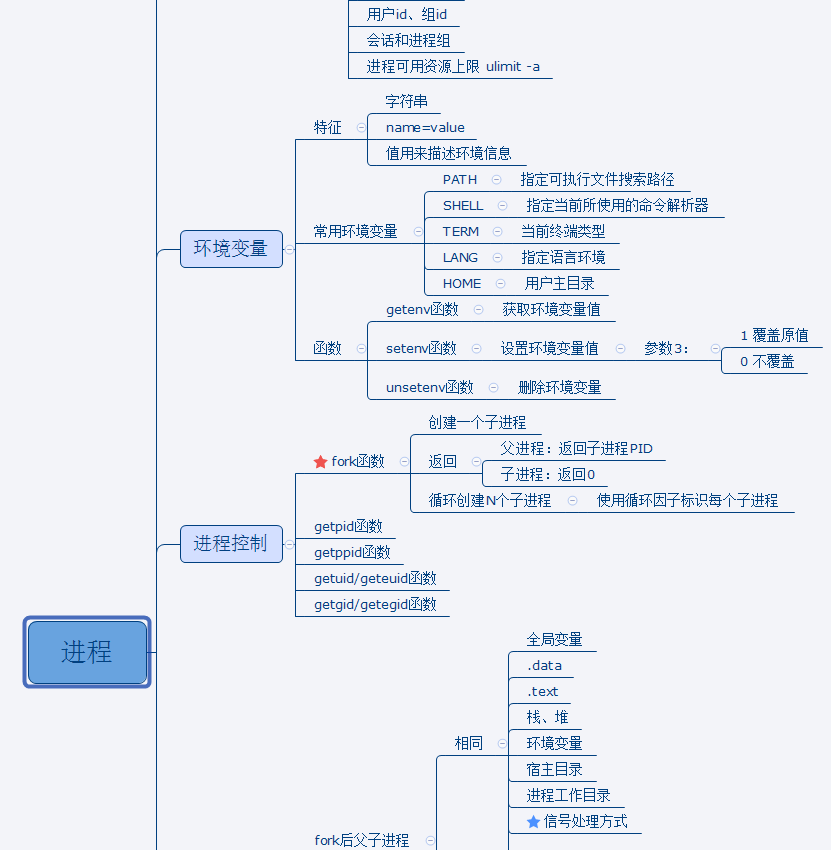 用户id、组id
会话和进程组
进程可用资源上限 ulimit -a
环境变量
特征
字符串
name=value
值用来描述环境信息
常用环境变量
PATH 指定可执行文件搜索路径
SHELL 指定当前所使用的命令解析器
TERM 当前终端类型
LANG 指定语言环境
HOME 用户主目录
函数
getenv函数 获取环境变量值
setenv函数 设置环境变量值 参数3：
1 覆盖原值
0 不覆盖
unsetenv函数 删除环境变量
进程控制
fork函数
创建一个子进程
返回
父进程：返回子进程PID
子进程：返回0
循环创建N个子进程 使用循环因子标识每个子进程
getpid函数
getppid函数
getuid/geteuid函数
getgid/getegid函数
进程
fork后父子进程
相同
全局变量
.data
.text
栈、堆
环境变量
宿主目录
进程工作目录
信号处理方式